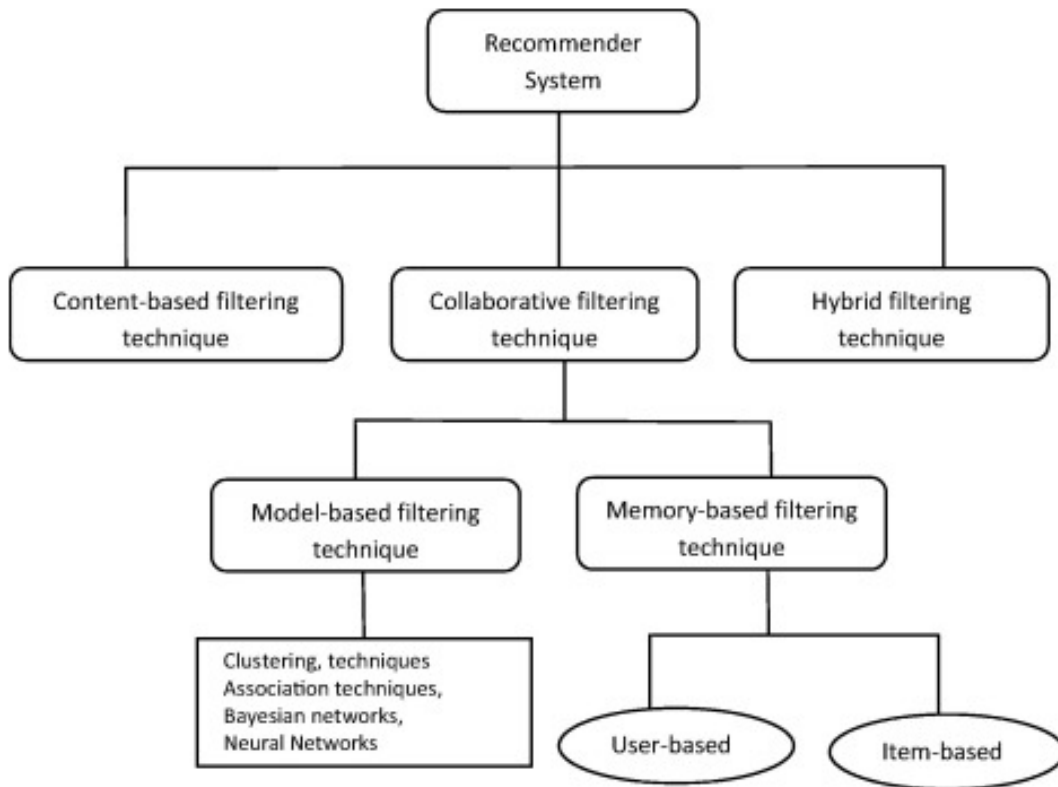 Recommender
System
Content-based filtering
technique
Collaborative filtering
technique
Hybrid filtering
technique
Model-based filtering
technique
Memory-based filtering
technique
Clustering, techniques
Association techniques,
Bayesian networks,
Neural Networks
User-based
Item-based